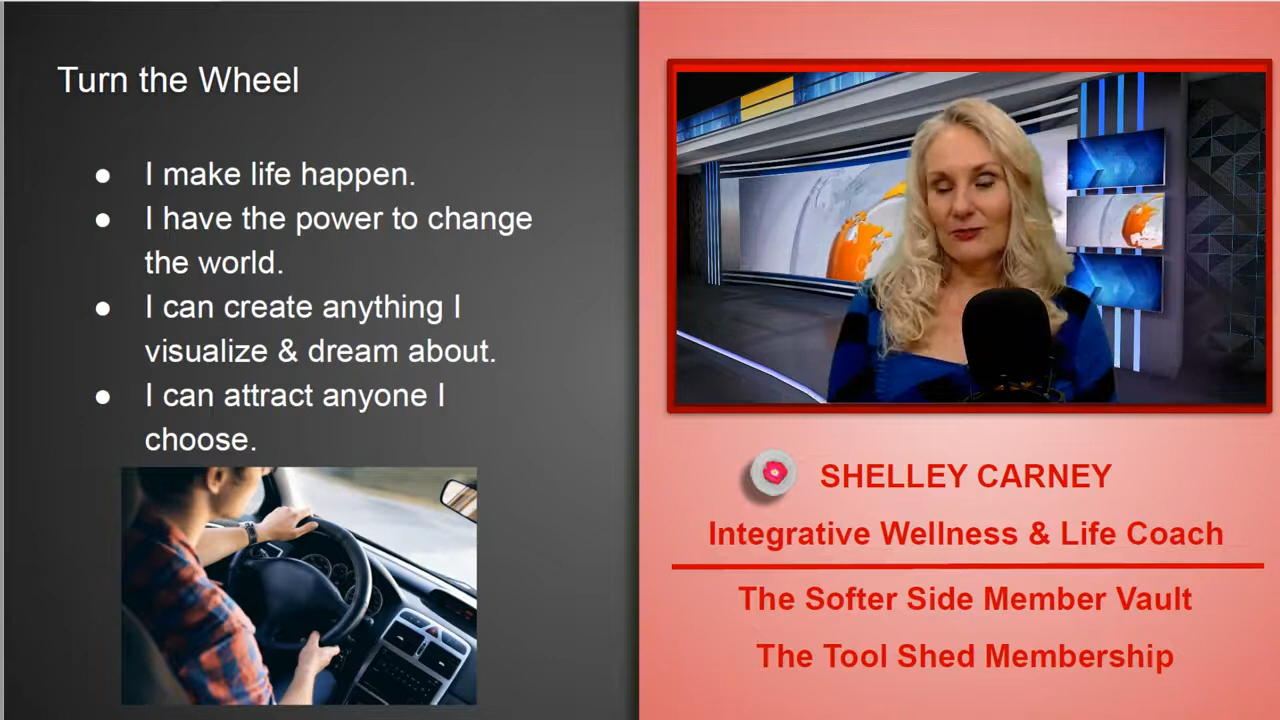 Turn the Wheel
● I make life happen.
● I have the power to change
the world.
● I can create anything I
visualize & dream about.
● I can attract anyone I
choose.
SHELLEY CARNEY
Integrative Wellness & Life Coach
The Softer Side Member Vault
The Tool Shed Membership